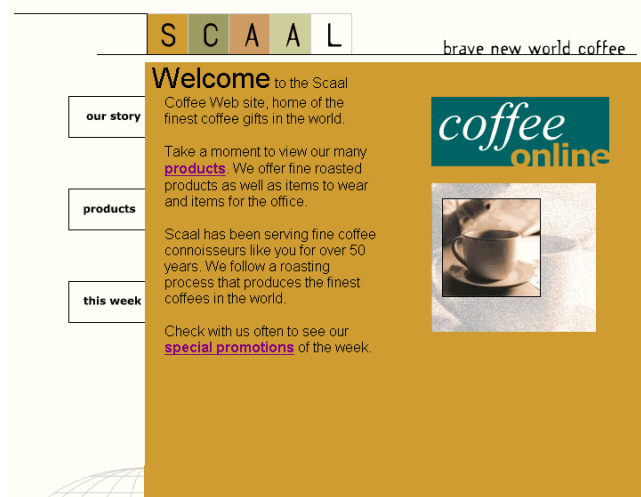 SCAAL
brave new world coffee
our story
products
this week
Welcome to the Scaal
Coffee Web site, home of the
finest coffee gifts in the world.
Take a moment to view our many
products. We offer fine roasted
products as well as items to wear
and items for the office.
Scaal has been serving fine coffee
connoisseurs like you for over 50
years. We follow a roasting
process that produces the finest
coffees in the world.
Check with us often to see our
special promotions of the week.
coffee
online